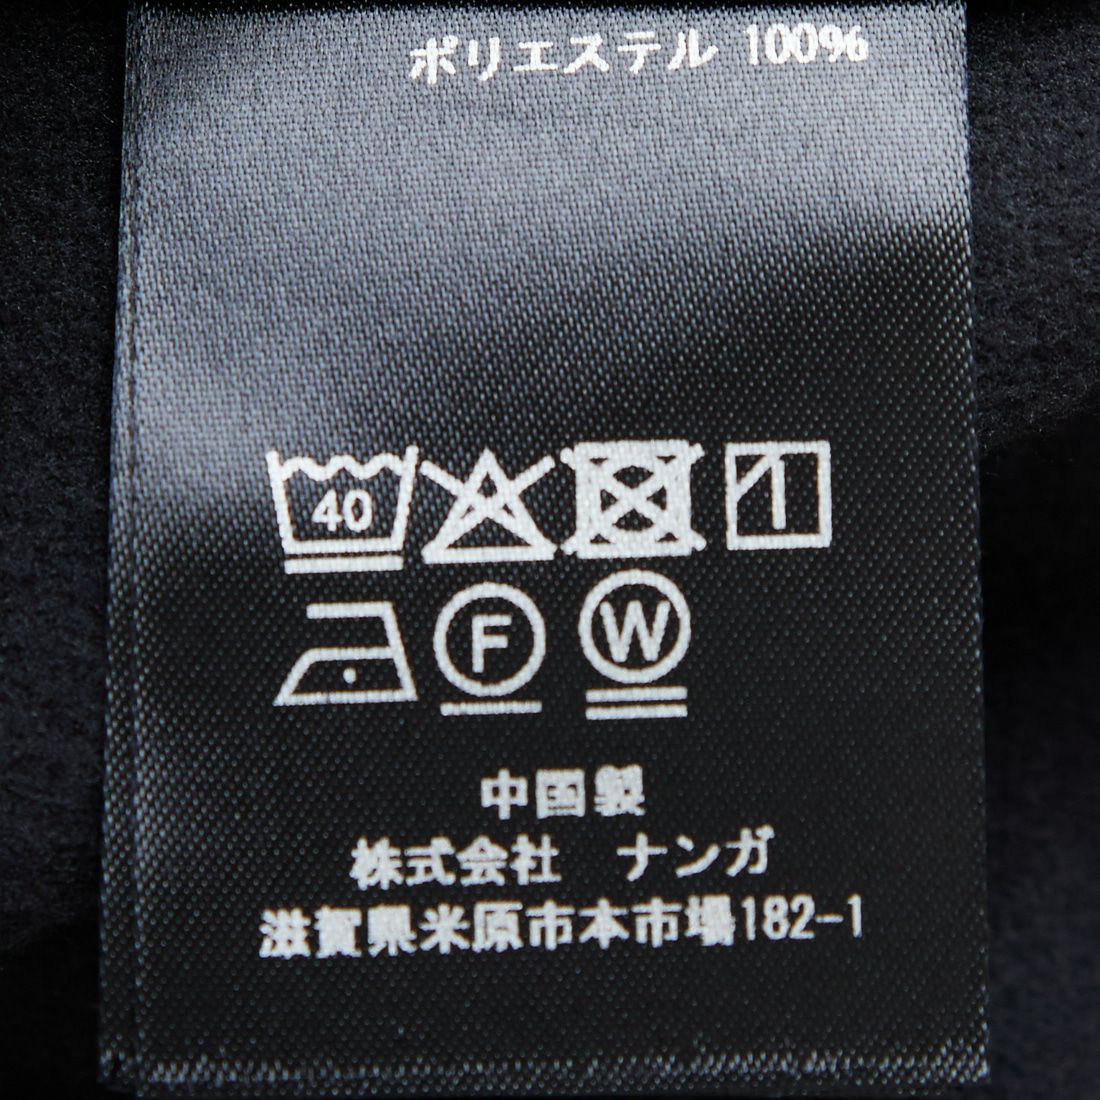 ポリエステル 100%
40
F W
中国製
株式会社 ナンガ
滋賀県米原市本市場182-1